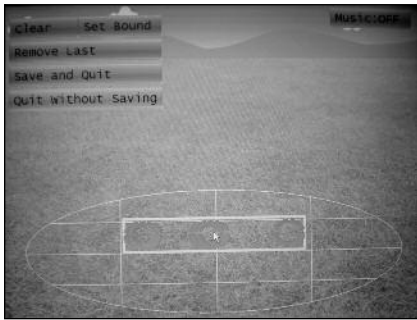 Clear Set Bound
Music:OFF
Remove Last
Save and Quit
Quit Without Saving